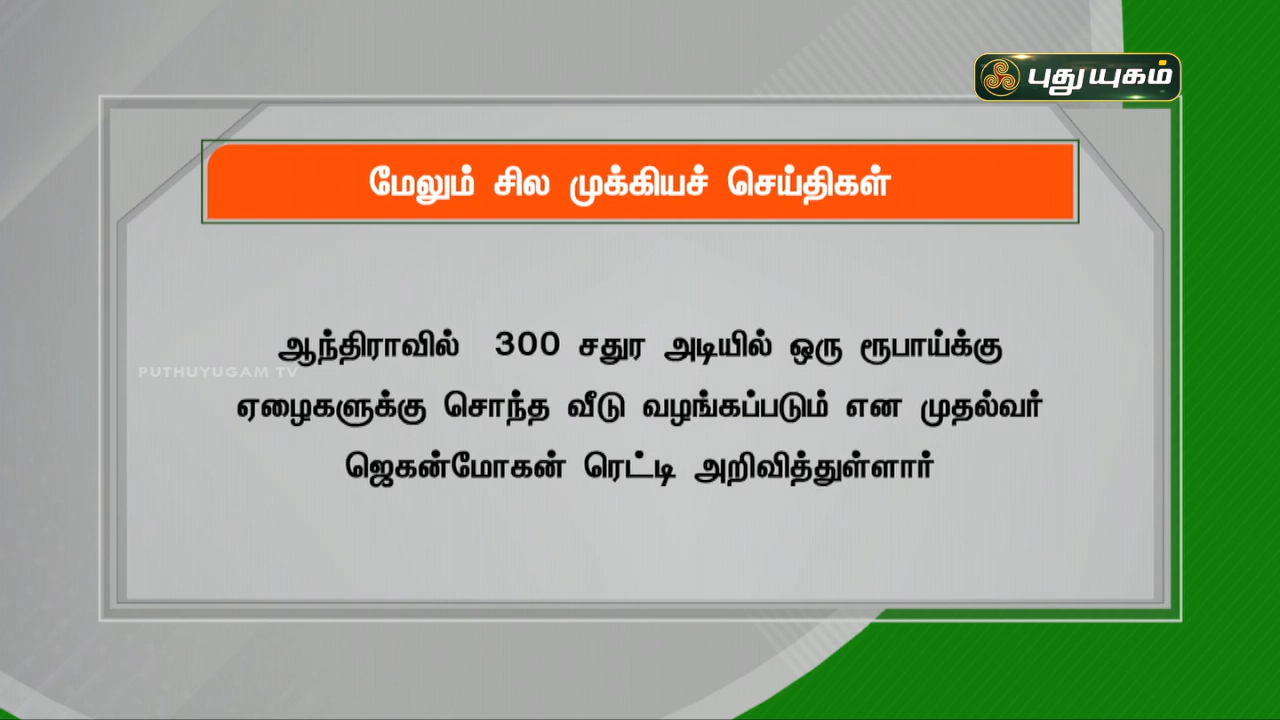 புதுயுகம்
மேலும் சில முக்கியச் செய்திகள்
ஆந்திராவில் 300 சதுர அடியில் ஒரு ரூபாய்க்கு
PUTHUYUGAM TV
ஏழைகளுக்கு சொந்த வீடு வழங்கப்படும் என முதல்வர்
ஜெகன்மோகன் ரெட்டி அறிவித்துள்ளார்